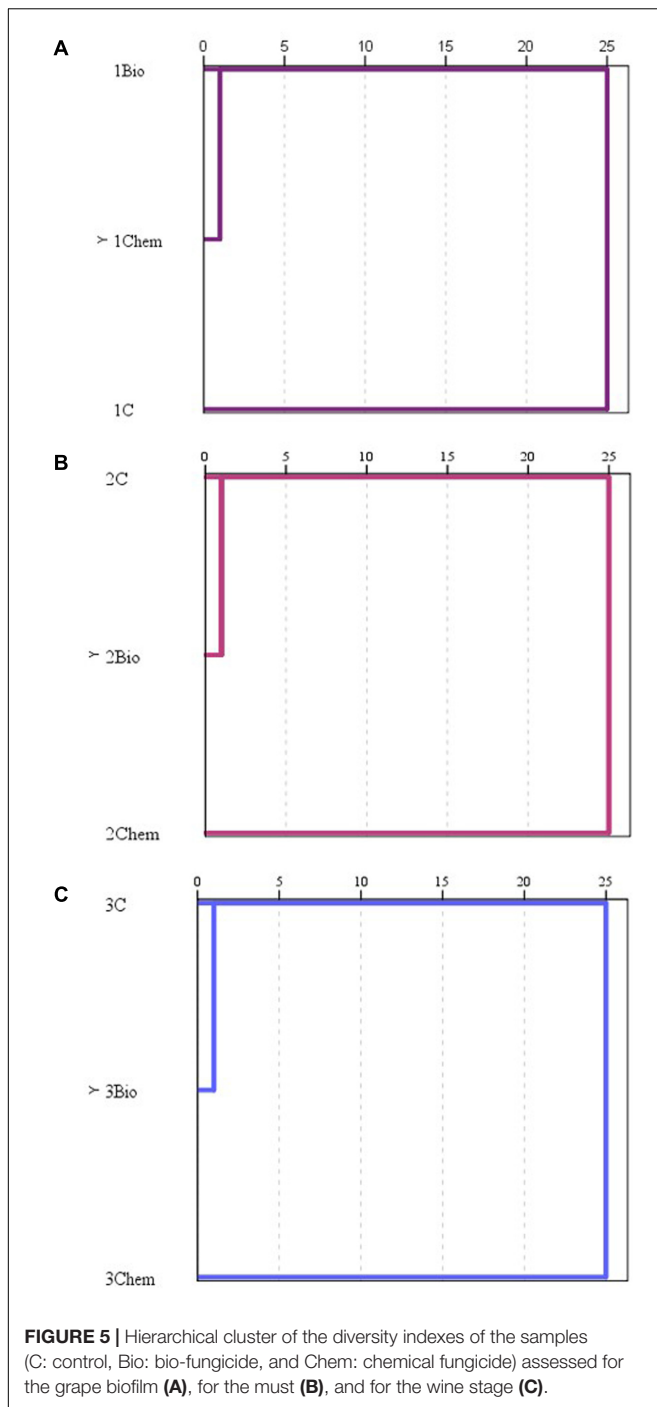 A
0 5 10 15 20 25
1Bio
Y 1Chem
1C
B
0 5 10 15 20 25
2C
Y 2Bio
2Chem
C
0 5 10 15 20 25
3C
Y 3Bio
3Chem
FIGURE 5 | Hierarchical cluster of the diversity indexes of the samples
(C: control, Bio: bio-fungicide, and Chem: chemical fungicide) assessed for
the grape biofilm (A), for the must (B), and for the wine stage (C).